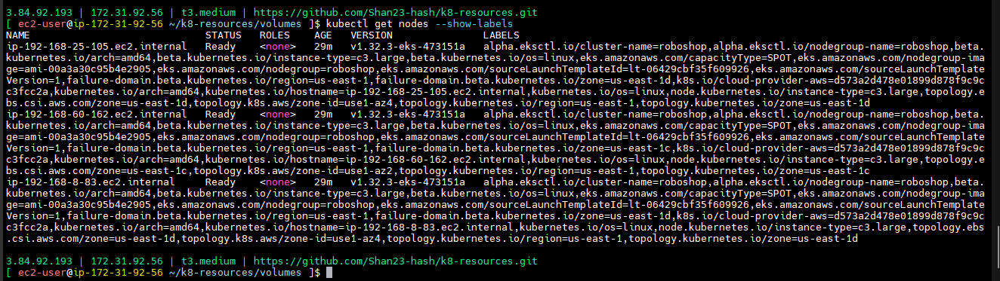 3.84.92.193 | 172.31.92.56 | t3.medium | https://github.com/Shan23-hash/k8-resources.git
[ ec2-user@ip-172-31-92-56 ~/k8-resources/volumes ]$ kubectl get nodes --show-labels
NAME                             STATUS   ROLES    AGE   VERSION               LABELS
ip-192-168-25-105.ec2.internal   Ready    <none>   29m   v1.32.3-eks-473151a   alpha.eksctl.io/cluster-name=roboshop,alpha.eksctl.io/nodegroup-name=roboshop,beta.
kubernetes.io/arch=amd64,beta.kubernetes.io/instance-type=c3.large,beta.kubernetes.io/os=linux,eks.amazonaws.com/capacityType=SPOT,eks.amazonaws.com/nodegroup-ima
ge=ami-00a3a30c95b4e2905,eks.amazonaws.com/nodegroup=roboshop,eks.amazonaws.com/sourceLaunchTemplateId=lt-06429cbf35f609926,eks.amazonaws.com/sourceLaunchTemplate
Version=1,failure-domain.beta.kubernetes.io/region=us-east-1,failure-domain.beta.kubernetes.io/zone=us-east-1d,k8s.io/cloud-provider-aws=d573a2d478e01899d878f9c9c
c3fcc2a,kubernetes.io/arch=amd64,kubernetes.io/hostname=ip-192-168-25-105.ec2.internal,kubernetes.io/os=linux,node.kubernetes.io/instance-type=c3.large,topology.e
bs.csi.aws.com/zone=us-east-1d,topology.k8s.aws/zone-id=use1-az4,topology.kubernetes.io/region=us-east-1,topology.kubernetes.io/zone=us-east-1d
ip-192-168-60-162.ec2.internal   Ready    <none>   29m   v1.32.3-eks-473151a   alpha.eksctl.io/cluster-name=roboshop,alpha.eksctl.io/nodegroup-name=roboshop,beta.
kubernetes.io/arch=amd64,beta.kubernetes.io/instance-type=c3.large,beta.kubernetes.io/os=linux,eks.amazonaws.com/capacityType=SPOT,eks.amazonaws.com/nodegroup-ima
ge=ami-00a3a30c95b4e2905,eks.amazonaws.com/nodegroup=roboshop,eks.amazonaws.com/sourceLaunchTemplateId=lt-06429cbf35f609926,eks.amazonaws.com/sourceLaunchTemplate
Version=1,failure-domain.beta.kubernetes.io/region=us-east-1,failure-domain.beta.kubernetes.io/zone=us-east-1c,k8s.io/cloud-provider-aws=d573a2d478e01899d878f9c9c
c3fcc2a,kubernetes.io/arch=amd64,kubernetes.io/hostname=ip-192-168-60-162.ec2.internal,kubernetes.io/os=linux,node.kubernetes.io/instance-type=c3.large,topology.e
bs.csi.aws.com/zone=us-east-1c,topology.k8s.aws/zone-id=use1-az2,topology.kubernetes.io/region=us-east-1,topology.kubernetes.io/zone=us-east-1c
ip-192-168-8-83.ec2.internal     Ready    <none>   29m   v1.32.3-eks-473151a   alpha.eksctl.io/cluster-name=roboshop,alpha.eksctl.io/nodegroup-name=roboshop,beta.
kubernetes.io/arch=amd64,beta.kubernetes.io/instance-type=c3.large,beta.kubernetes.io/os=linux,eks.amazonaws.com/capacityType=SPOT,eks.amazonaws.com/nodegroup-ima
ge=ami-00a3a30c95b4e2905,eks.amazonaws.com/nodegroup=roboshop,eks.amazonaws.com/sourceLaunchTemplateId=lt-06429cbf35f609926,eks.amazonaws.com/sourceLaunchTemplate
Version=1,failure-domain.beta.kubernetes.io/region=us-east-1,failure-domain.beta.kubernetes.io/zone=us-east-1d,k8s.io/cloud-provider-aws=d573a2d478e01899d878f9c9c
c3fcc2a,kubernetes.io/arch=amd64,kubernetes.io/hostname=ip-192-168-8-83.ec2.internal,kubernetes.io/os=linux,node.kubernetes.io/instance-type=c3.large,topology.ebs
.csi.aws.com/zone=us-east-1d,topology.k8s.aws/zone-id=use1-az4,topology.kubernetes.io/region=us-east-1,topology.kubernetes.io/zone=us-east-1d
3.84.92.193 | 172.31.92.56 | t3.medium | https://github.com/Shan23-hash/k8-resources.git
[ ec2-user@ip-172-31-92-56 ~/k8-resources/volumes ]$